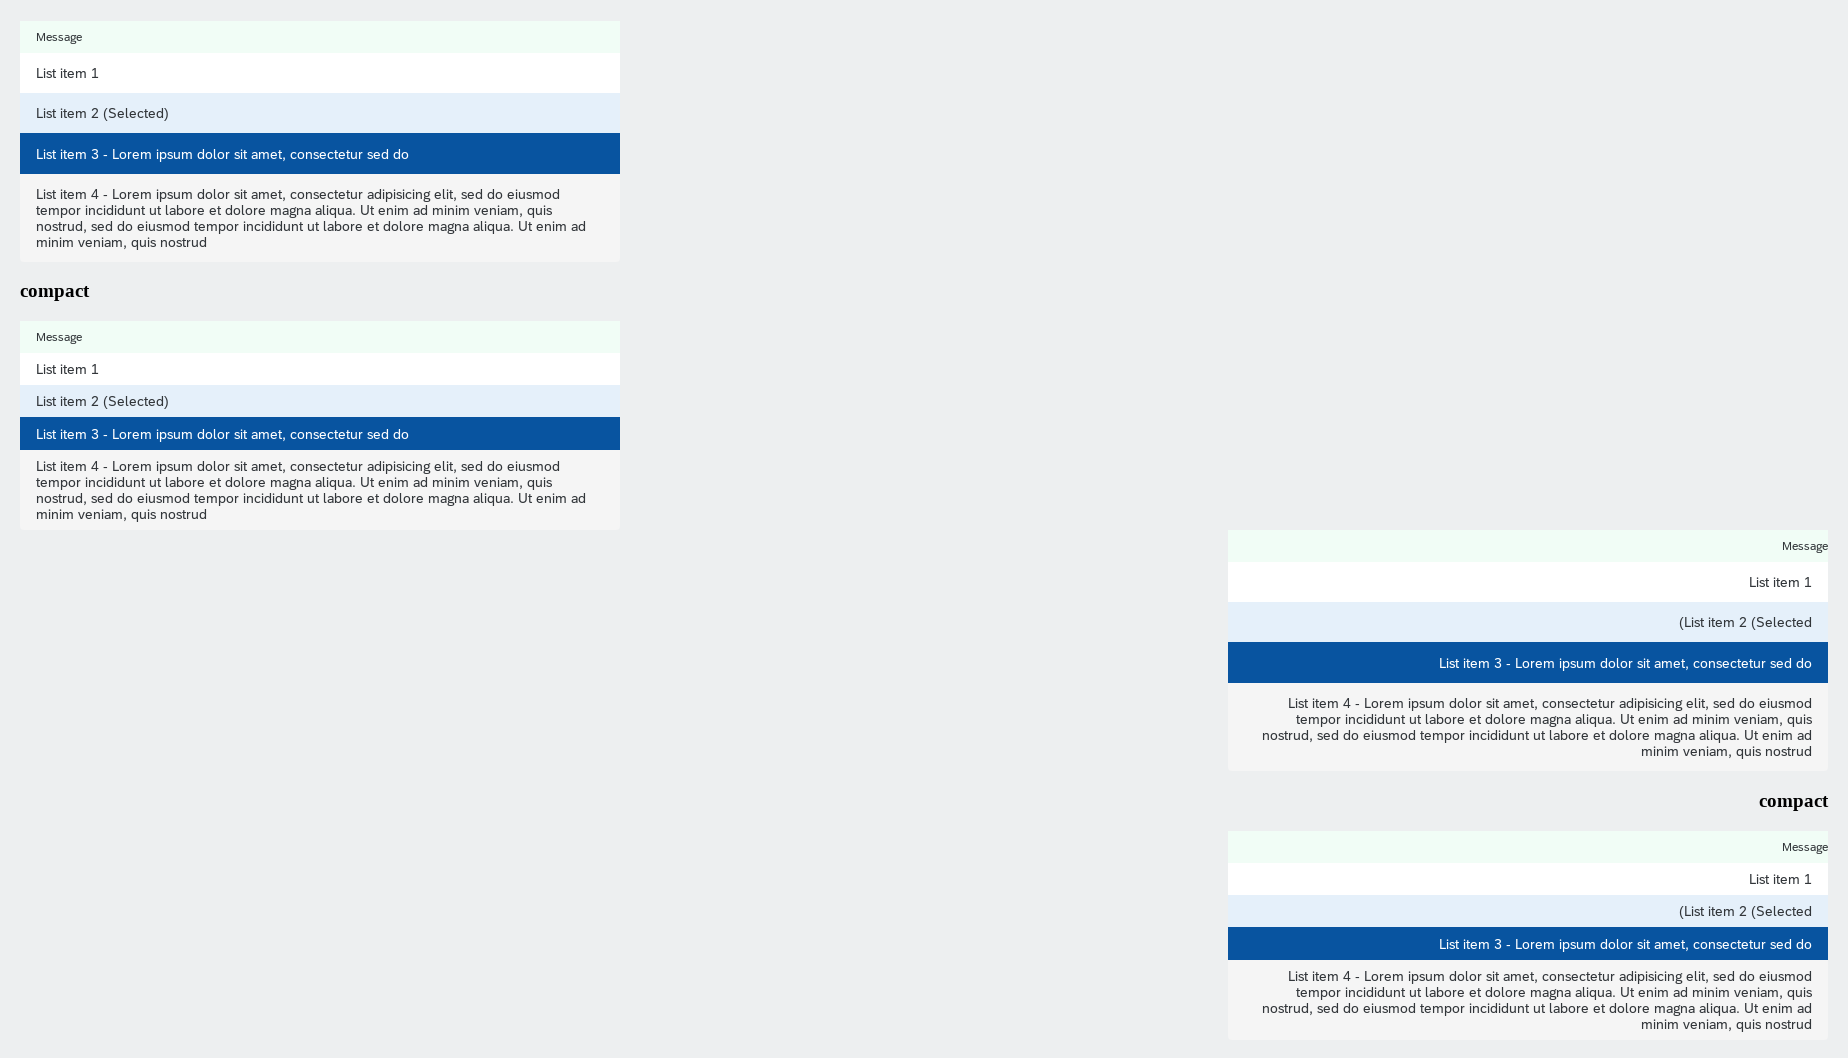 Message
List item 1
List item 2 (Selected)
List item 3 - Lorem ipsum dolor sit amet, consectetur sed do
List item 4 - Lorem ipsum dolor sit amet, consectetur adipisicing elit, sed do eiusmod
tempor incididunt ut labore et dolore magna aliqua. Ut enim ad minim veniam, quis
nostrud, sed do eiusmod tempor incididunt ut labore et dolore magna aliqua. Ut enim ad
minim veniam, quis nostrud
compact
Message
List item 1
List item 2 (Selected)
List item 3 - Lorem ipsum dolor sit amet, consectetur sed do
List item 4 - Lorem ipsum dolor sit amet, consectetur adipisicing elit, sed do eiusmod
tempor incididunt ut labore et dolore magna aliqua. Ut enim ad minim veniam, quis
nostrud, sed do eiusmod tempor incididunt ut labore et dolore magna aliqua. Ut enim ad
minim veniam, quis nostrud
Message
List item 1
(List item 2 (Selected
List item 3 - Lorem ipsum dolor sit amet, consectetur sed do
List item 4 - Lorem ipsum dolor sit amet, consectetur adipisicing elit, sed do eiusmod
tempor incididunt ut labore et dolore magna aliqua. Ut enim ad minim veniam, quis
nostrud, sed do eiusmod tempor incididunt ut labore et dolore magna aliqua. Ut enim ad
minim veniam, quis nostrud
compact
Message
List item 1
(List item 2 (Selected
List item 3 - Lorem ipsum dolor sit amet, consectetur sed do
List item 4 - Lorem ipsum dolor sit amet, consectetur adipisicing elit, sed do eiusmod
tempor incididunt ut labore et dolore magna aliqua. Ut enim ad minim veniam, quis
nostrud, sed do eiusmod tempor incididunt ut labore et dolore magna aliqua. Ut enim ad
minim veniam, quis nostrud